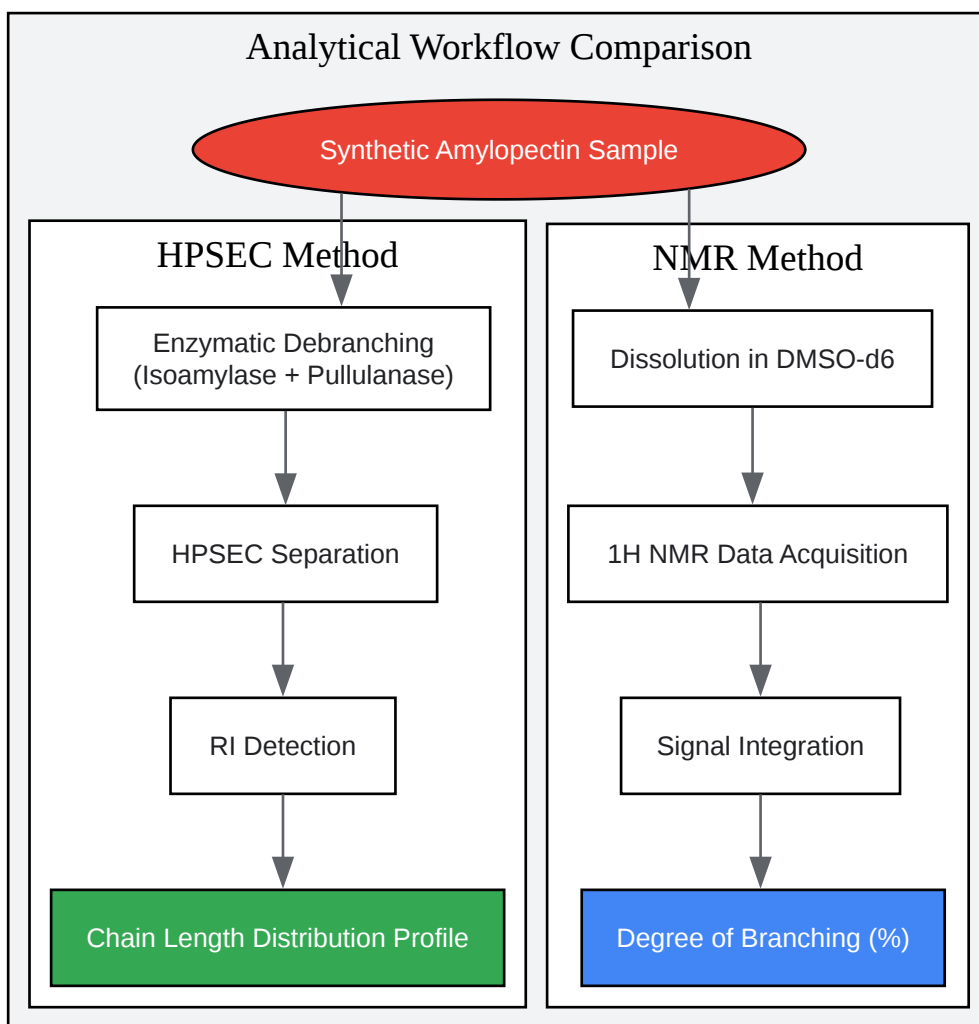 Analytical Workflow Comparison
Synthetic Amylopectin Sample
HPSEC Method
Enzymatic Debranching
(Isoamylase + Pullulanase)
HPSEC Separation
RI Detection
Chain Length Distribution Profile
NMR Method
Dissolution in DMSO-d6
1H NMR Data Acquisition
Signal Integration
Degree of Branching (%)